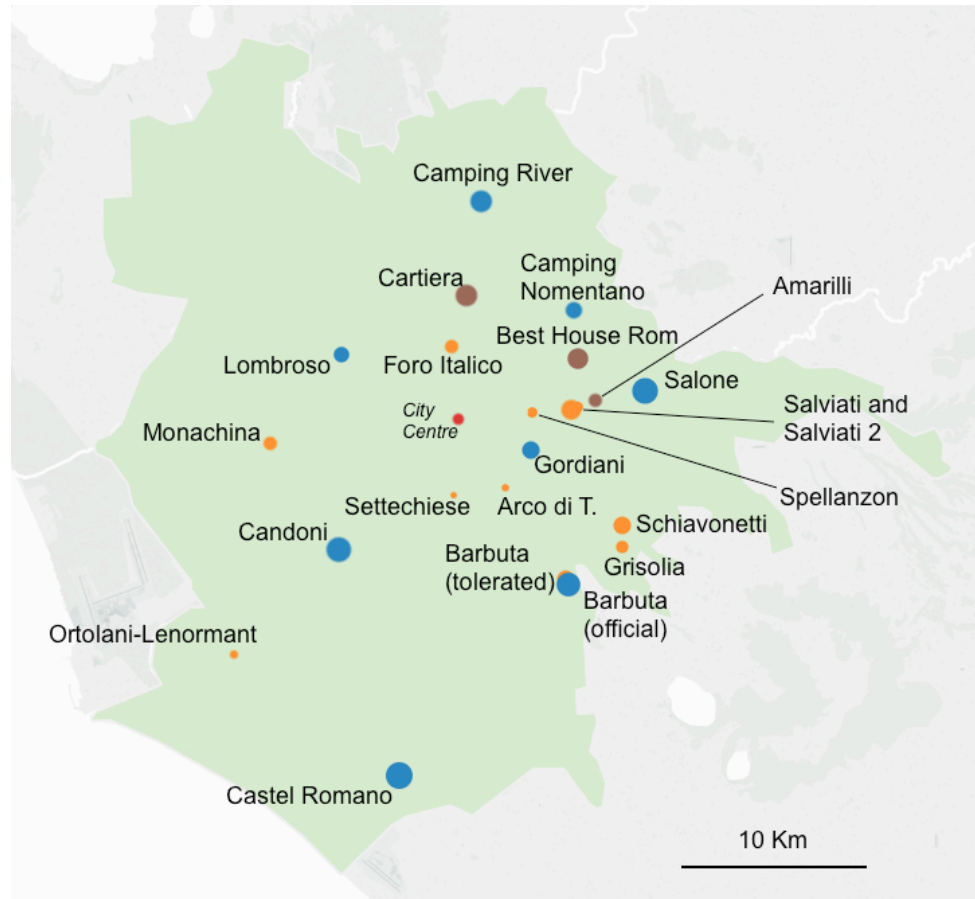 Camping River
Cartiera
Camping
Nomentano
Amarilli
Best House Rom
Lombroso
Foro Italico
Salone
City
Centre
Salviati and
Salviati 2
Monachina
Gordiani
Spellanzon
Settechiese
Arco di T.
Schiavonetti
Candoni
Barbuta
(tolerated)
Grisolia
Barbuta
(official)
Ortolani-Lenormant
Castel Romano
10 Km